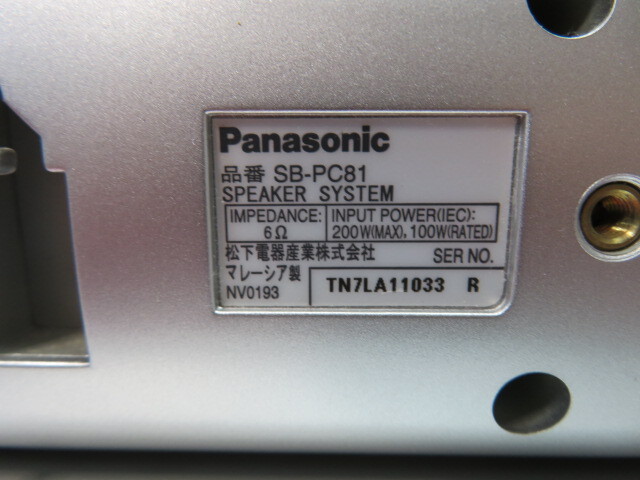 Panasonic
品番 SB-PC81
SPEAKER SYSTEM
IMPEDANCE: 6Ω
INPUT POWER(IEC): 200W(MAX), 100W(RATED)
松下電器産業株式会社
マレーシア製
SER NO.
NV0193
TN7LA11033 R